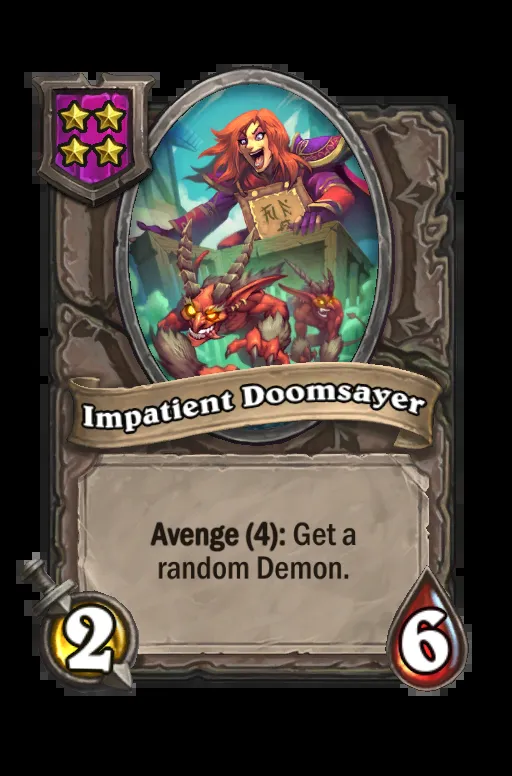 Impatient Doomsayer
Avenge (4): Get a
random Demon.
2
6